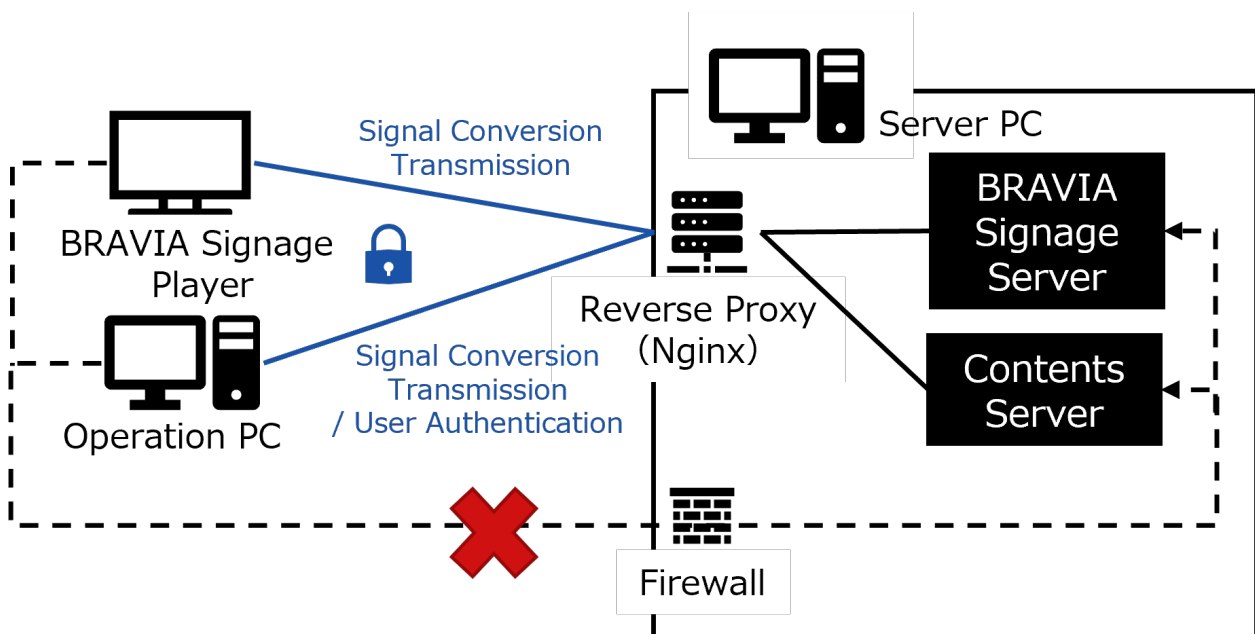 Server PC
Signal Conversion
Transmission
BRAVIA Signage
Player
BRAVIA
Signage
Server
Reverse Proxy
（Nginx）
Signal Conversion
Transmission
/ User Authentication
Operation PC
Contents
Server
Firewall